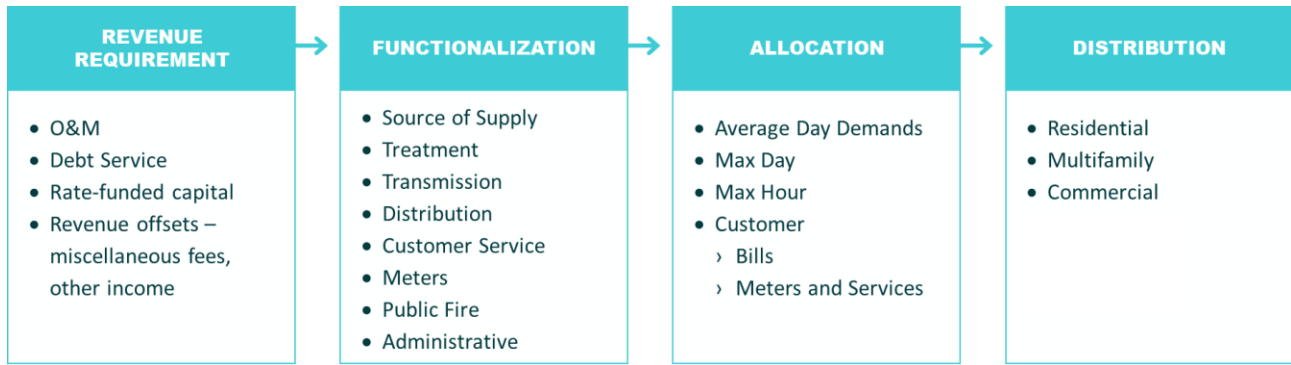 REVENUE
REQUIREMENT
• O&M
• Debt Service
• Rate-funded capital
• Revenue offsets –
miscellaneous fees,
other income
FUNCTIONALIZATION
• Source of Supply
• Treatment
• Transmission
• Distribution
• Customer Service
• Meters
• Public Fire
• Administrative
ALLOCATION
• Average Day Demands
• Max Day
• Max Hour
• Customer
› Bills
› Meters and Services
DISTRIBUTION
• Residential
• Multifamily
• Commercial